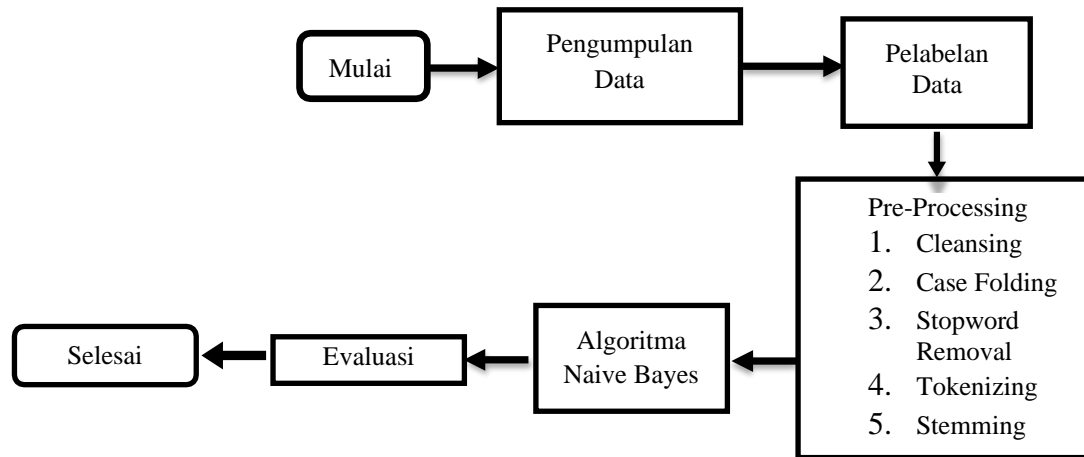 Mulai
Pengumpulan
Data
Pelabelan
Data
Pre-Processing
1. Cleansing
2. Case Folding
3. Stopword
Removal
4. Tokenizing
5. Stemming
Algoritma
Naive Bayes
Evaluasi
Selesai